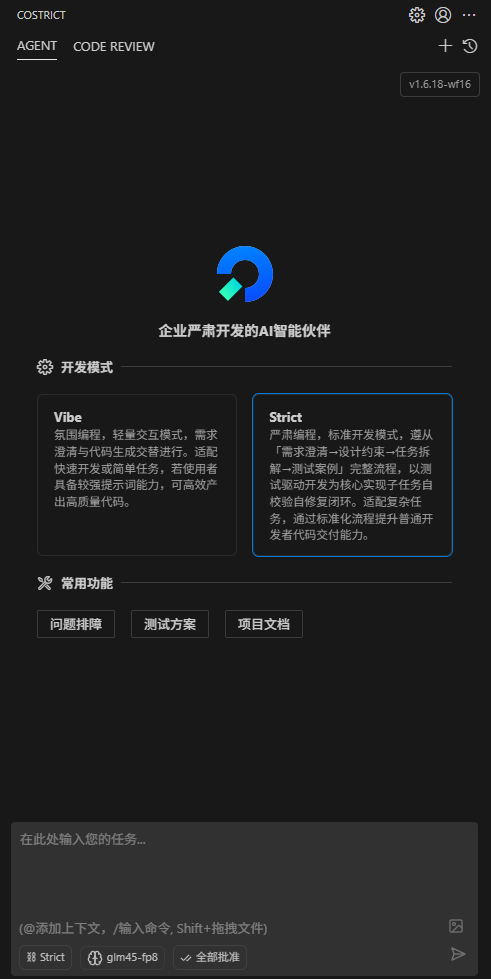 COSTRICT
AGENT CODE REVIEW
v1.6.18-wf16
企业严肃开发的AI智能伙伴
开发模式
Vibe
氛围编程，轻量交互模式，需求
澄清与代码生成交替进行。适配
快速开发或简单任务，若使用者
具备较强提示词能力，可高效产
出高质量代码。
Strict
严肃编程，标准开发模式，遵从
「需求澄清→设计约束→任务拆
解→测试案例」完整流程，以测
试驱动开发为核心实现子任务自
校验自修复闭环。适配复杂任
务，通过标准化流程提升普通开
发者代码交付能力。
常用功能
问题排障 测试方案 项目文档
在此处输入您的任务...
(@添加上下文，/输入命令, Shift+拖拽文件)
Strict glm45-fp8 全部批准